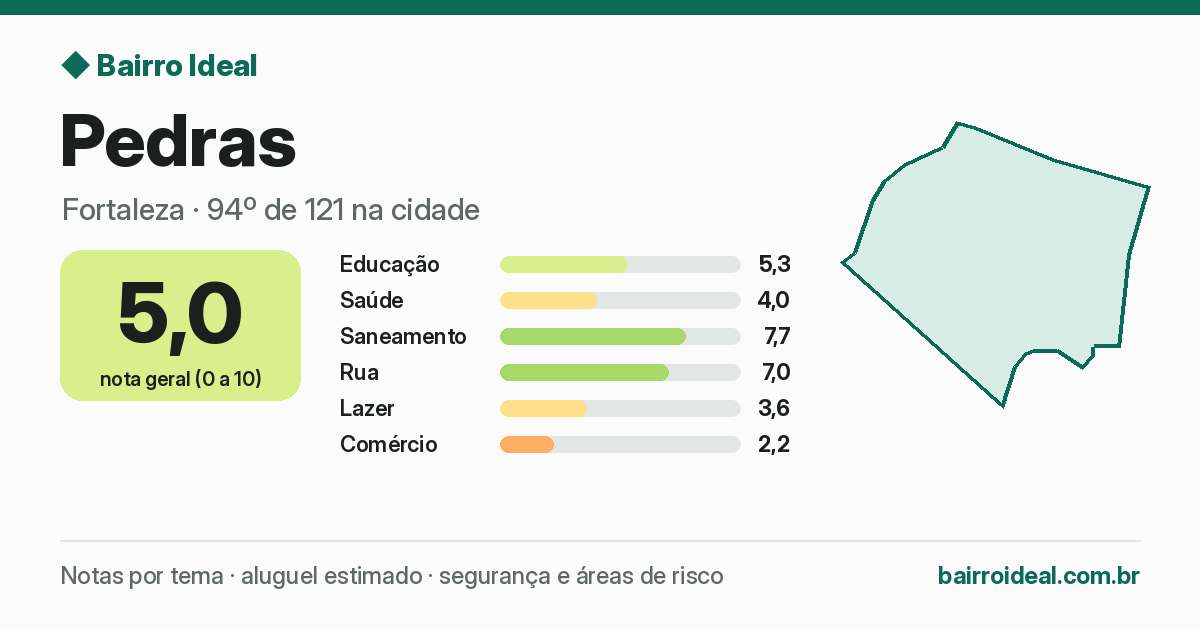 Bairro Ideal
Pedras
Fortaleza · 94º de 121 na cidade
5,0
nota geral (0 a 10)
Educação 5,3
Saúde 4,0
Saneamento 7,7
Rua 7,0
Lazer 3,6
Comércio 2,2
Notas por tema · aluguel estimado · segurança e áreas de risco
bairroideal.com.br